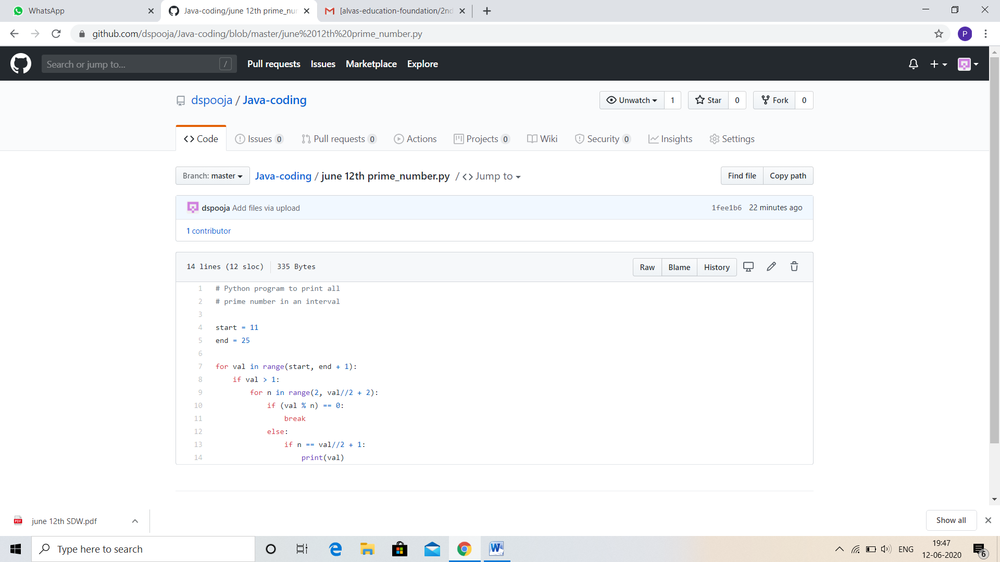 WhatsApp
Java-coding/june 12th prime_nun
[alvas-education-foundation/2nd
github.com/dspooja/Java-coding/blob/master/june%2012th%20prime_number.py
P
Search or jump to...
/
Pull requests
Issues
Marketplace
Explore
dspooja / Java-coding
Unwatch 1
Star 0
Fork 0
Code
Issues 0
Pull requests 0
Actions
Projects 0
Wiki
Security 0
Insights
Settings
Branch: master
Java-coding / june 12th prime_number.py / <> Jump to
Find file
Copy path
dspooja Add files via upload
1fee1b6 22 minutes ago
1 contributor
14 lines (12 sloc) 335 Bytes
Raw
Blame
History
1 # Python program to print all
2 # prime number in an interval
3
4 start = 11
5 end = 25
6
7 for val in range(start, end + 1):
8     if val > 1:
9         for n in range(2, val//2 + 2):
10             if (val % n) == 0:
11                 break
12             else:
13                 if n == val//2 + 1:
14                     print(val)
PDF
june 12th SDW.pdf
Show all
Type here to search
W
ENG
19:47
12-06-2020
6